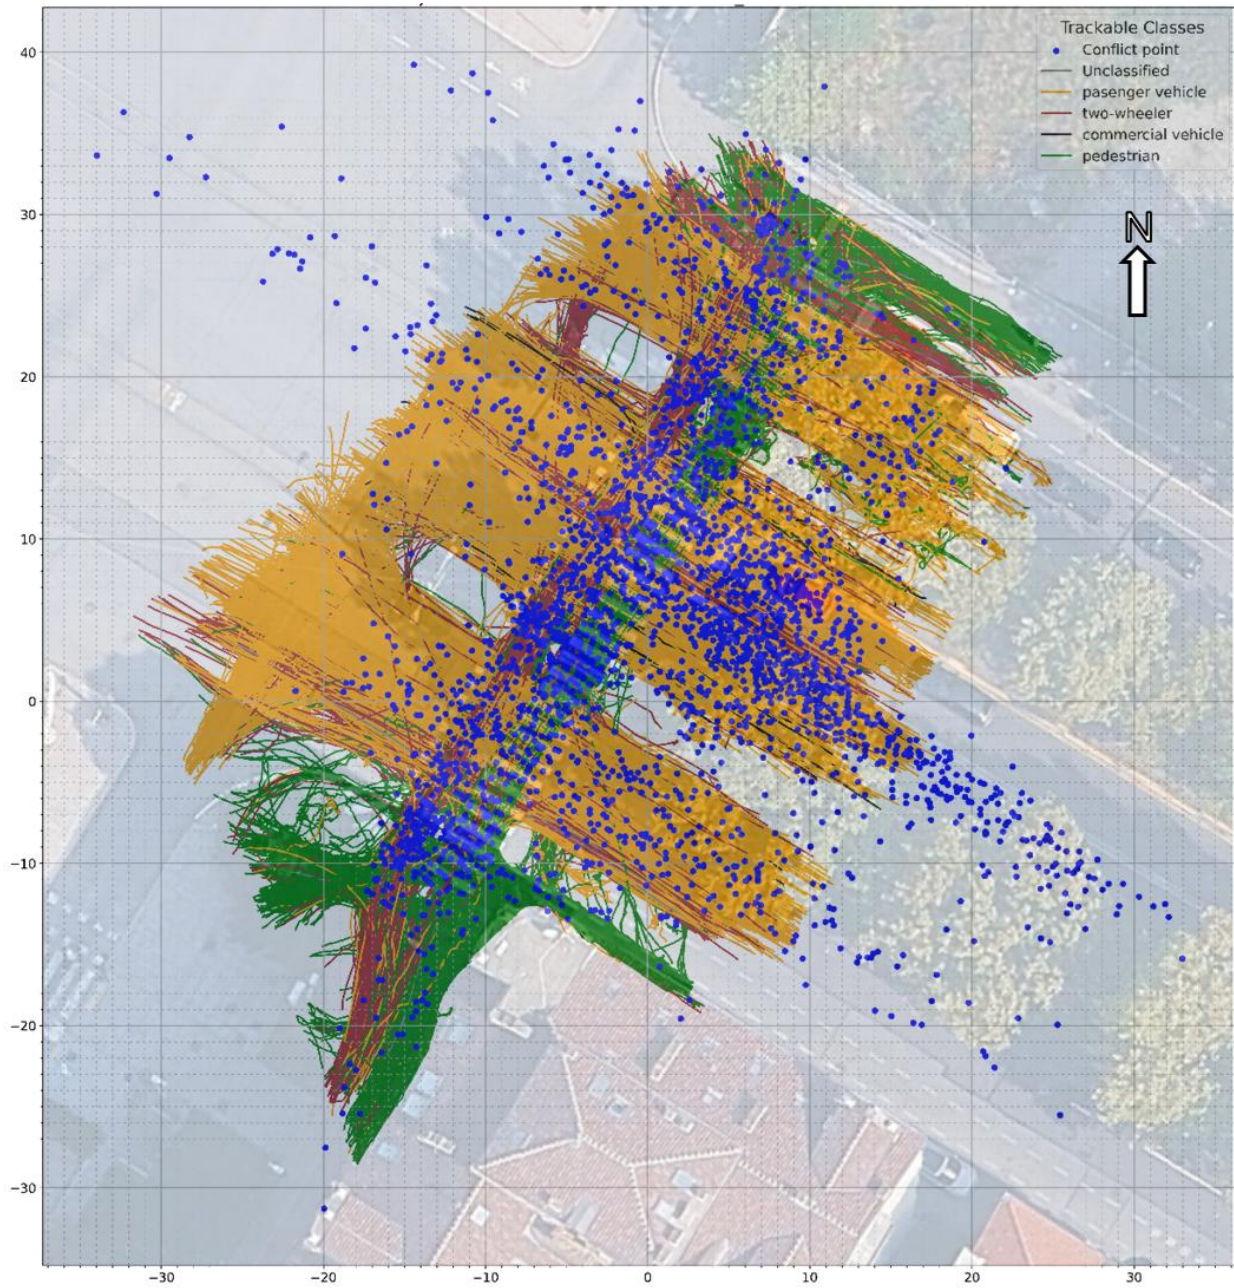 Trackable Classes
Conflict point
Unclassified
pasenger vehicle
two-wheeler
commercial vehicle
pedestrian
N
40
30
20
10
0
−10
−20
−30
−30
−20
−10
0
10
20
30